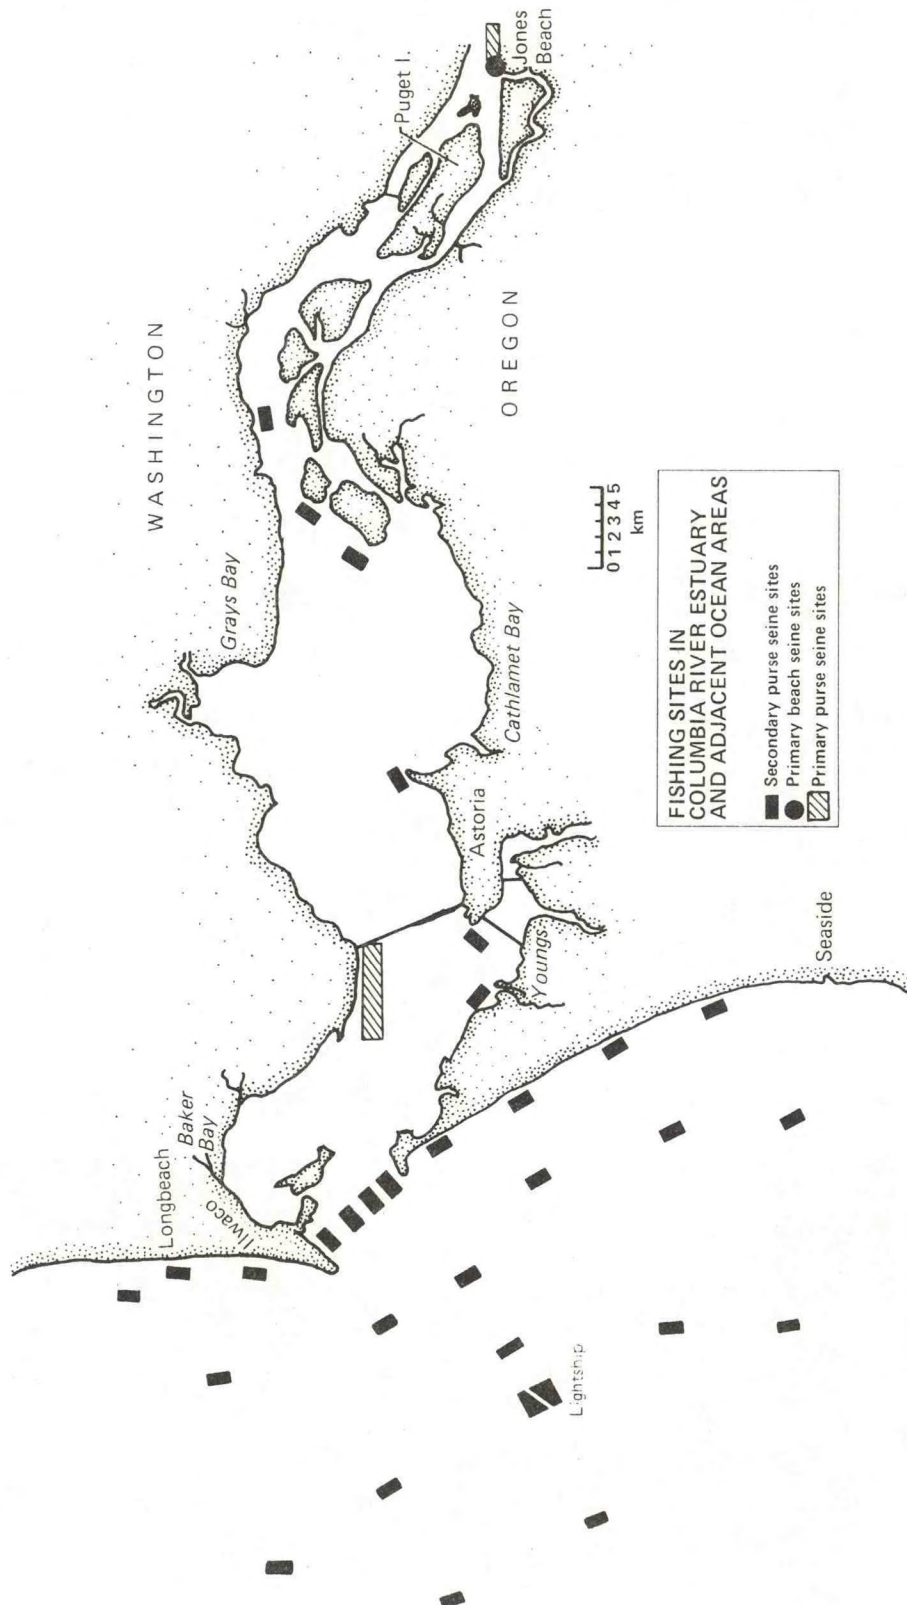 WASHINGTON
OREGON
Longbeach
Baker
Bay
Ilwaco
Grays Bay
Puget I.
Jones
Beach
Astoria
Cathlamet Bay
Youngs
Seaside
Lightship
0 1 2 3 4 5
km
FISHING SITES IN
COLUMBIA RIVER ESTUARY
AND ADJACENT OCEAN AREAS
Secondary purse seine sites
Primary beach seine sites
Primary purse seine sites